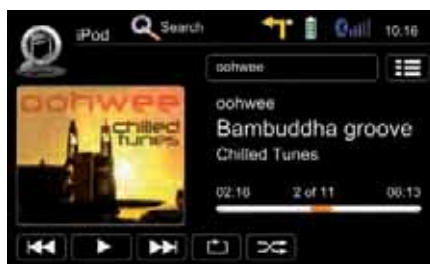 iPod Search 10:16
oohwee
oohwee
chilled
tunes
oohwee
Bambuddha groove
Chilled Tunes
02:16 2 of 11 06:13